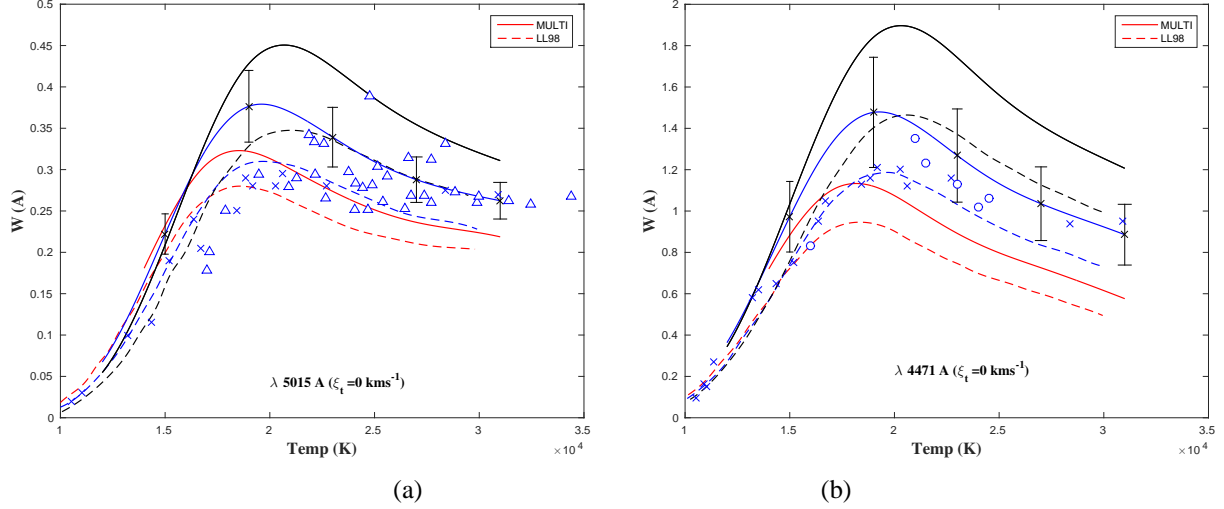 0.5
0.45
0.4
0.35
0.3
0.25
0.2
0.15
0.1
0.05
0
W (A)
MULTI
LL98
λ 5015 A (ξt =0 kms-1)
1 1.5 2 2.5 3 3.5
×10 4
Temp (K)
(a)
2
1.8
1.6
1.4
1.2
1
0.8
0.6
0.4
0.2
0
W (A)
MULTI
LL98
λ 4471 A (ξt =0 kms-1)
1 1.5 2 2.5 3 3.5
×10 4
Temp (K)
(b)